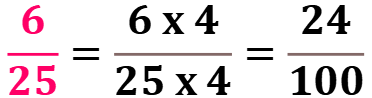 6/25 = 6 x 4/25 x 4 = 24/100